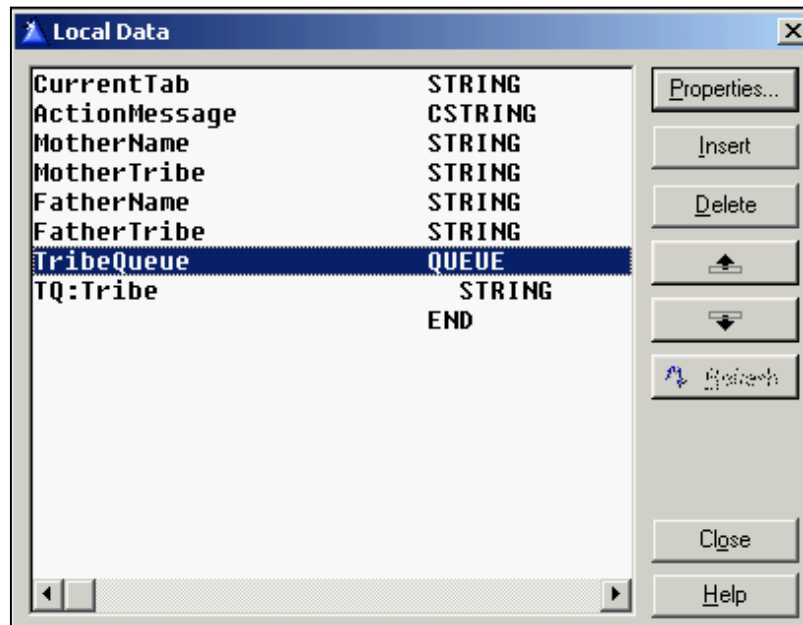 Local Data
CurrentTab STRING
ActionMessage CSTRING
MotherName STRING
MotherTribe STRING
FatherName STRING
FatherTribe STRING
TribeQueue QUEUE
TQ:Tribe STRING
END
Properties...
Insert
Delete
Refresh
Close
Help